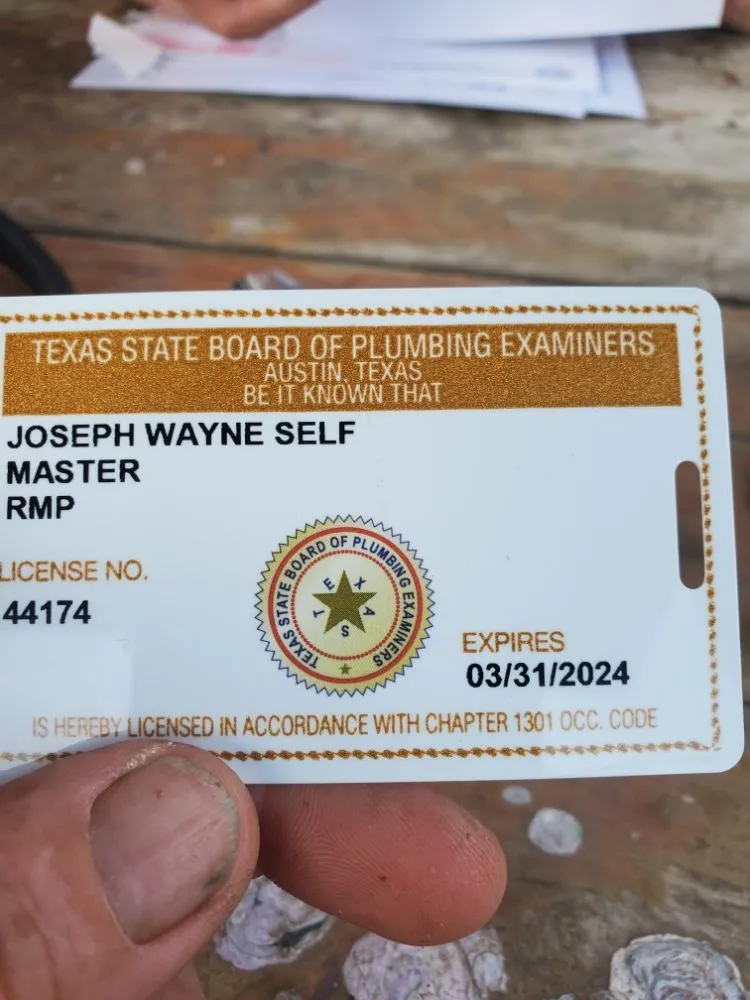 TEXAS STATE BOARD OF PLUMBING EXAMINERS
AUSTIN, TEXAS
BE IT KNOWN THAT
JOSEPH WAYNE SELF
MASTER
RMP
LICENSE NO.
44174
TEXAS STATE BOARD OF PLUMBING EXAMINERS
TEXAS
EXPIRES
03/31/2024
IS HEREBY LICENSED IN ACCORDANCE WITH CHAPTER 1301 OCC. CODE